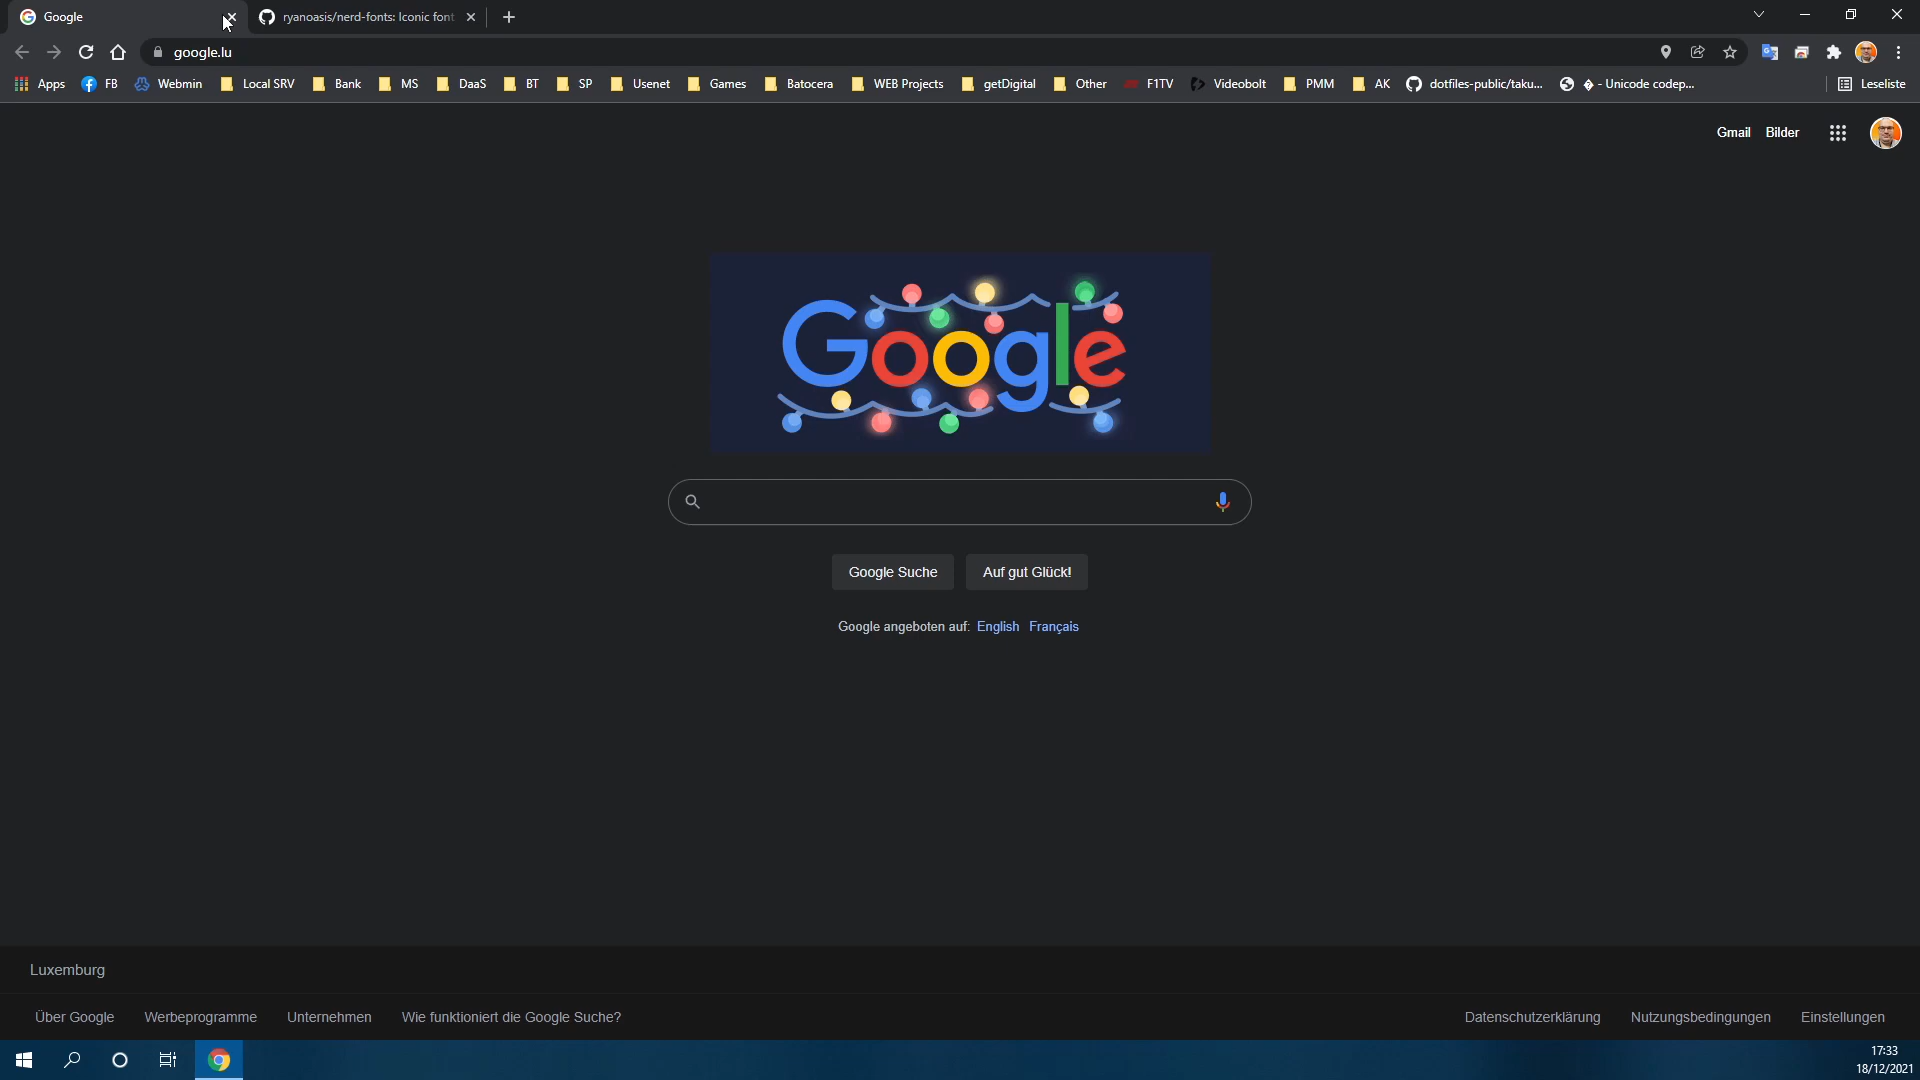 Google
ryanoasis/nerd-fonts: Iconic font
google.lu
Apps FB Webmin Local SRV Bank MS DaaS BT SP Usenet Games Batocera WEB Projects getDigital Other F1TV Videobolt PMM AK dotfiles-public/taku... � - Unicode codep... Leseliste
Gmail Bilder
Google
Google Suche Auf gut Glück!
Google angeboten auf: English Français
Luxemburg
Über Google Werbeprogramme Unternehmen Wie funktioniert die Google Suche? Datenschutzerklärung Nutzungsbedingungen Einstellungen
17:33
18/12/2021